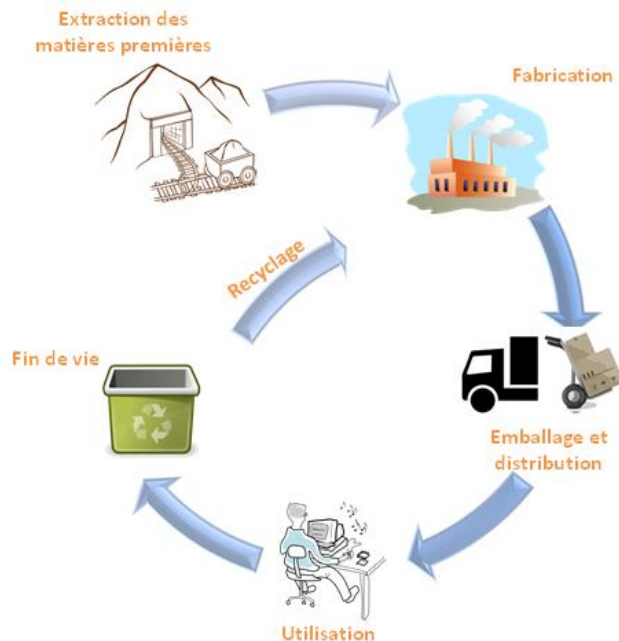 Extraction des
matières premières
Fabrication
Recyclage
Fin de vie
Emballage et
distribution
Utilisation